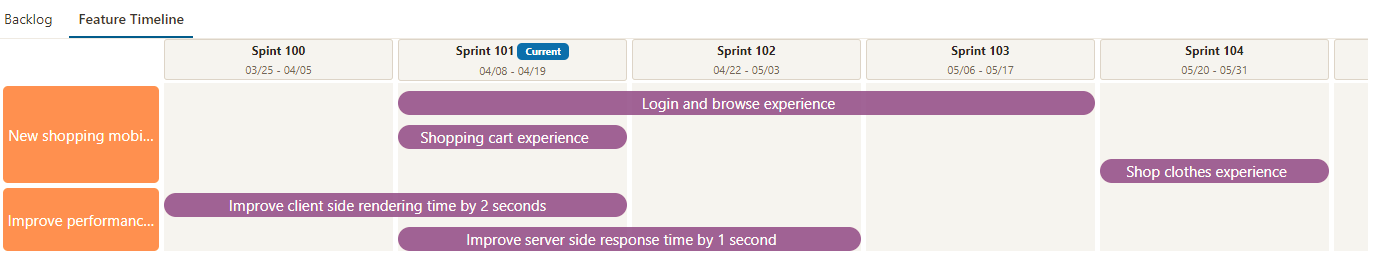 Backlog Feature Timeline
Sprint 100 Sprint 101 Current Sprint 102 Sprint 103 Sprint 104
03/25 - 04/05 04/08 - 04/19 04/22 - 05/03 05/06 - 05/17 05/20 - 05/31
Login and browse experience
New shopping mobi... Shopping cart experience
Shop clothes experience
Improve client side rendering time by 2 seconds
Improve performanc...
Improve server side response time by 1 second